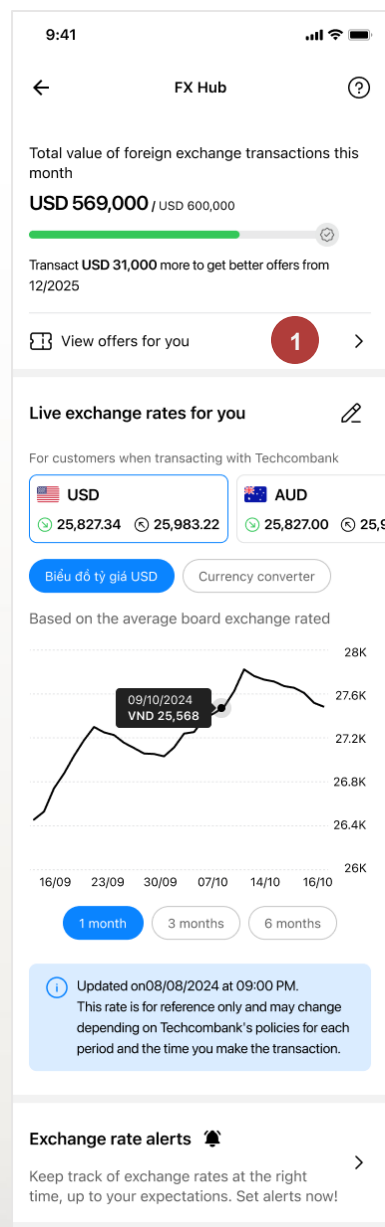 9:41
FX Hub
Total value of foreign exchange transactions this
month
USD 569,000 / USD 600,000
Transact USD 31,000 more to get better offers from
12/2025
View offers for you
1
Live exchange rates for you
For customers when transacting with Techcombank
USD
25,827.34 25,983.22
AUD
25,827.00 25,9
Biểu đồ tỷ giá USD
Currency converter
Based on the average board exchange rated
28K
27.6K
27.2K
26.8K
26.4K
26K
09/10/2024
VND 25,568
16/09 23/09 30/09 07/10 14/10 16/10
1 month
3 months
6 months
Updated on08/08/2024 at 09:00 PM.
This rate is for reference only and may change
depending on Techcombank's policies for each
period and the time you make the transaction.
Exchange rate alerts
Keep track of exchange rates at the right
time, up to your expectations. Set alerts now!